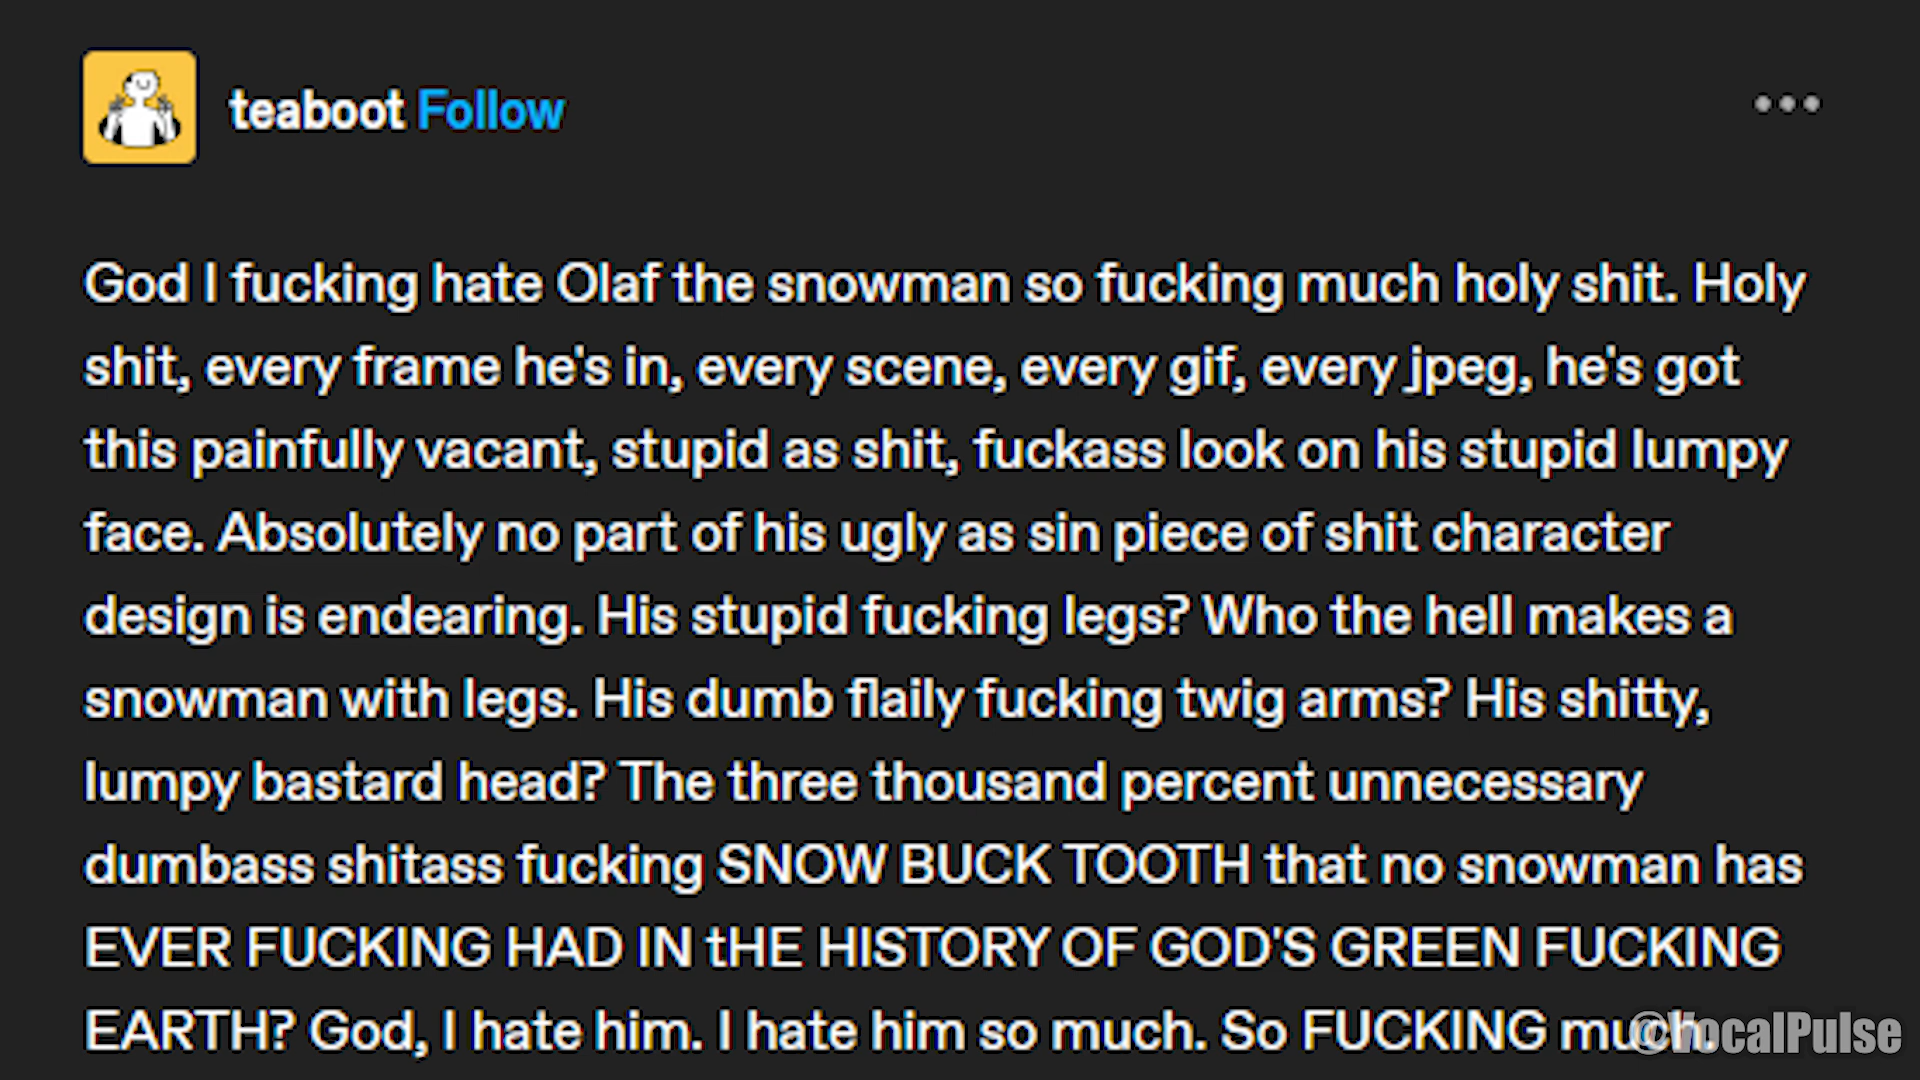 teaboot Follow
God I fucking hate Olaf the snowman so fucking much holy shit. Holy
shit, every frame he's in, every scene, every gif, every jpeg, he's got
this painfully vacant, stupid as shit, fuckass look on his stupid lumpy
face. Absolutely no part of his ugly as sin piece of shit character
design is endearing. His stupid fucking legs? Who the hell makes a
snowman with legs. His dumb flaily fucking twig arms? His shitty,
lumpy bastard head? The three thousand percent unnecessary
dumbass shitass fucking SNOW BUCK TOOTH that no snowman has
EVER FUCKING HAD IN tHE HISTORY OF GOD'S GREEN FUCKING
EARTH? God, I hate him. I hate him so much. So FUCKING much.
@VocalPulse